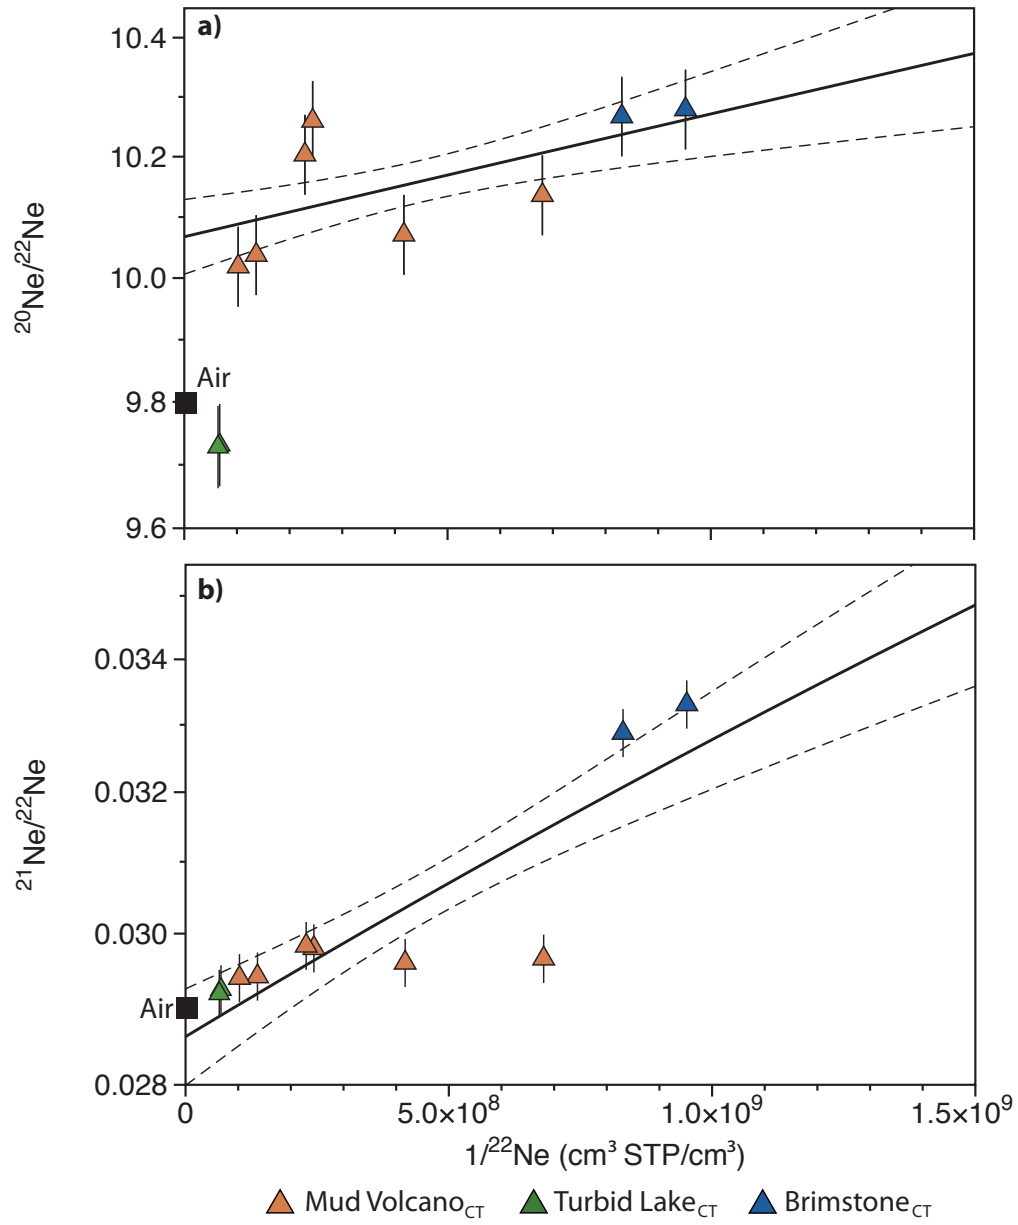 a)
10.4
10.2
10.0
9.8
9.6
²⁰Ne/²²Ne
Air
b)
0.034
0.032
0.030
0.028
²¹Ne/²²Ne
Air
0
5.0×10⁸
1.0×10⁹
1.5×10⁹
1/²²Ne (cm³ STP/cm³)
Mud Volcano_CT Turbid Lake_CT Brimstone_CT